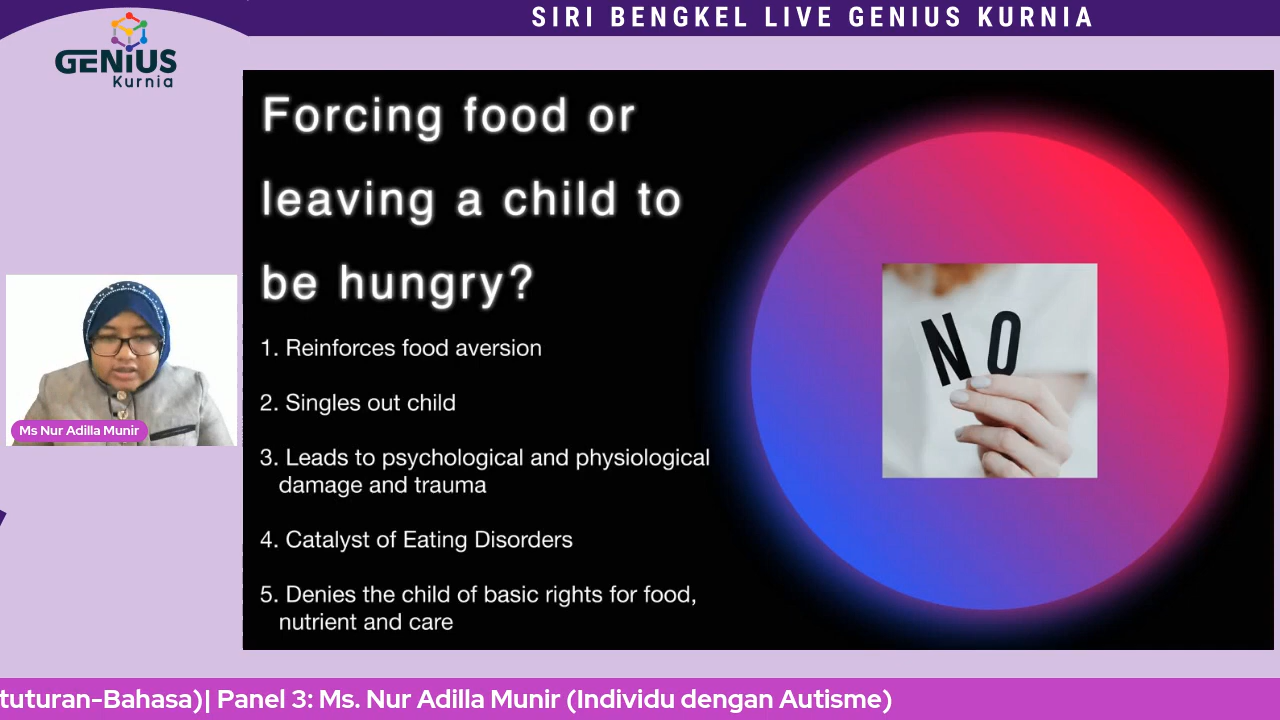 SIRI BENGKEL LIVE GENIUS KURNIA
GENIUS
Kurnia
Forcing food or
leaving a child to
be hungry?
1. Reinforces food aversion
2. Singles out child
3. Leads to psychological and physiological
damage and trauma
4. Catalyst of Eating Disorders
5. Denies the child of basic rights for food,
nutrient and care
NO
Ms Nur Adilla Munir
tuturan-Bahasa)| Panel 3: Ms. Nur Adilla Munir (Individu dengan Autisme)